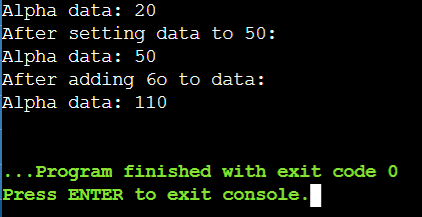 Alpha data: 20
After setting data to 50:
Alpha data: 50
After adding 6o to data:
Alpha data: 110
...Program finished with exit code 0
Press ENTER to exit console.